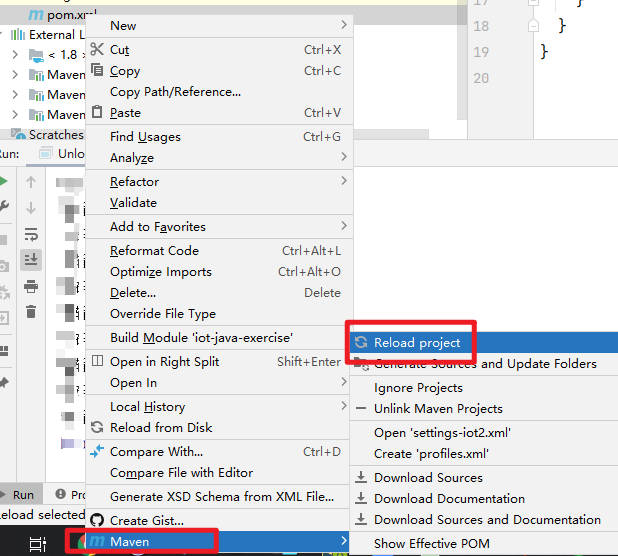 pom.xml
External L
< 1.8 >
Maven
Maven
Maven
Scratches
Run:
Unlo
17
18
19
20
}
}
}
New
Cut Ctrl+X
Copy Ctrl+C
Copy Path/Reference...
Paste Ctrl+V
Find Usages Ctrl+G
Analyze
Refactor
Validate
Add to Favorites
Reformat Code Ctrl+Alt+L
Optimize Imports Ctrl+Alt+O
Delete... Delete
Override File Type
Build Module 'iot-java-exercise'
Open in Right Split Shift+Enter
Open In
Local History
Reload from Disk
Compare With... Ctrl+D
Compare File with Editor
Generate XSD Schema from XML File...
Create Gist...
Maven
Reload project
Generate Sources and Update Folders
Ignore Projects
Unlink Maven Projects
Open 'settings-iot2.xml'
Create 'profiles.xml'
Download Sources
Download Documentation
Download Sources and Documentation
Show Effective POM
Run
Pro
Reload selected